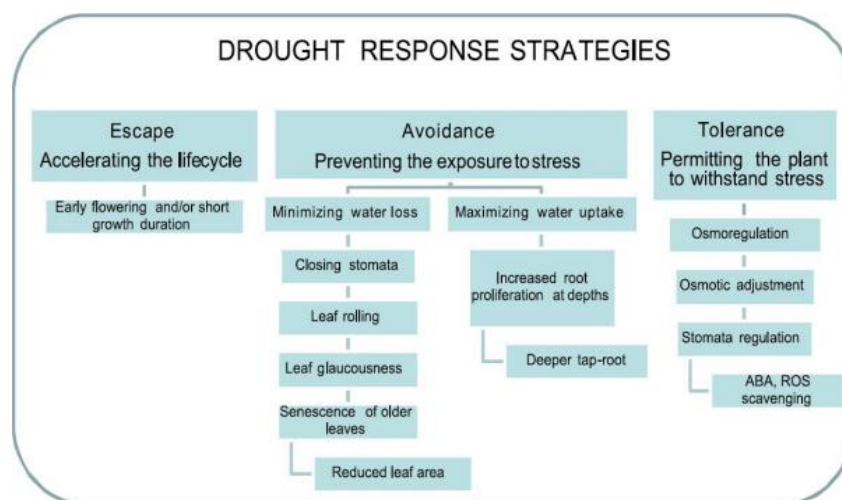 DROUGHT RESPONSE STRATEGIES
Escape
Accelerating the lifecycle
Early flowering and/or short
growth duration
Avoidance
Preventing the exposure to stress
Minimizing water loss
Closing stomata
Leaf rolling
Leaf glaucousness
Senescence of older
leaves
Reduced leaf area
Maximizing water uptake
Increased root
proliferation at depths
Deeper tap-root
Tolerance
Permitting the plant
to withstand stress
Osmoregulation
Osmotic adjustment
Stomata regulation
ABA, ROS
scavenging